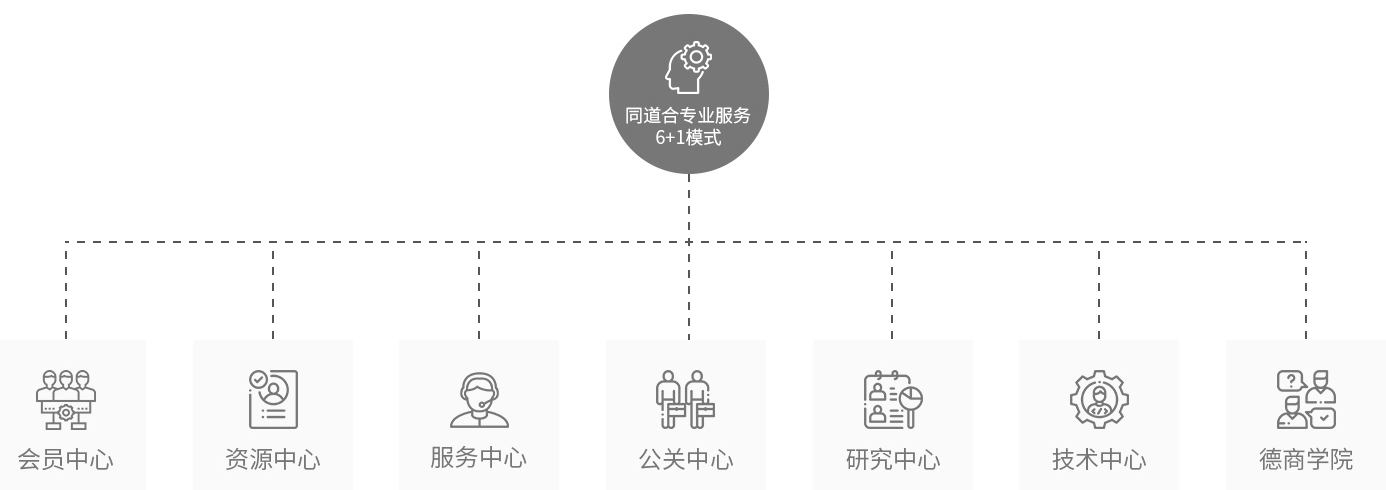 同道合专业服务
6+1模式
会员中心
资源中心
服务中心
公关中心
研究中心
技术中心
德商学院